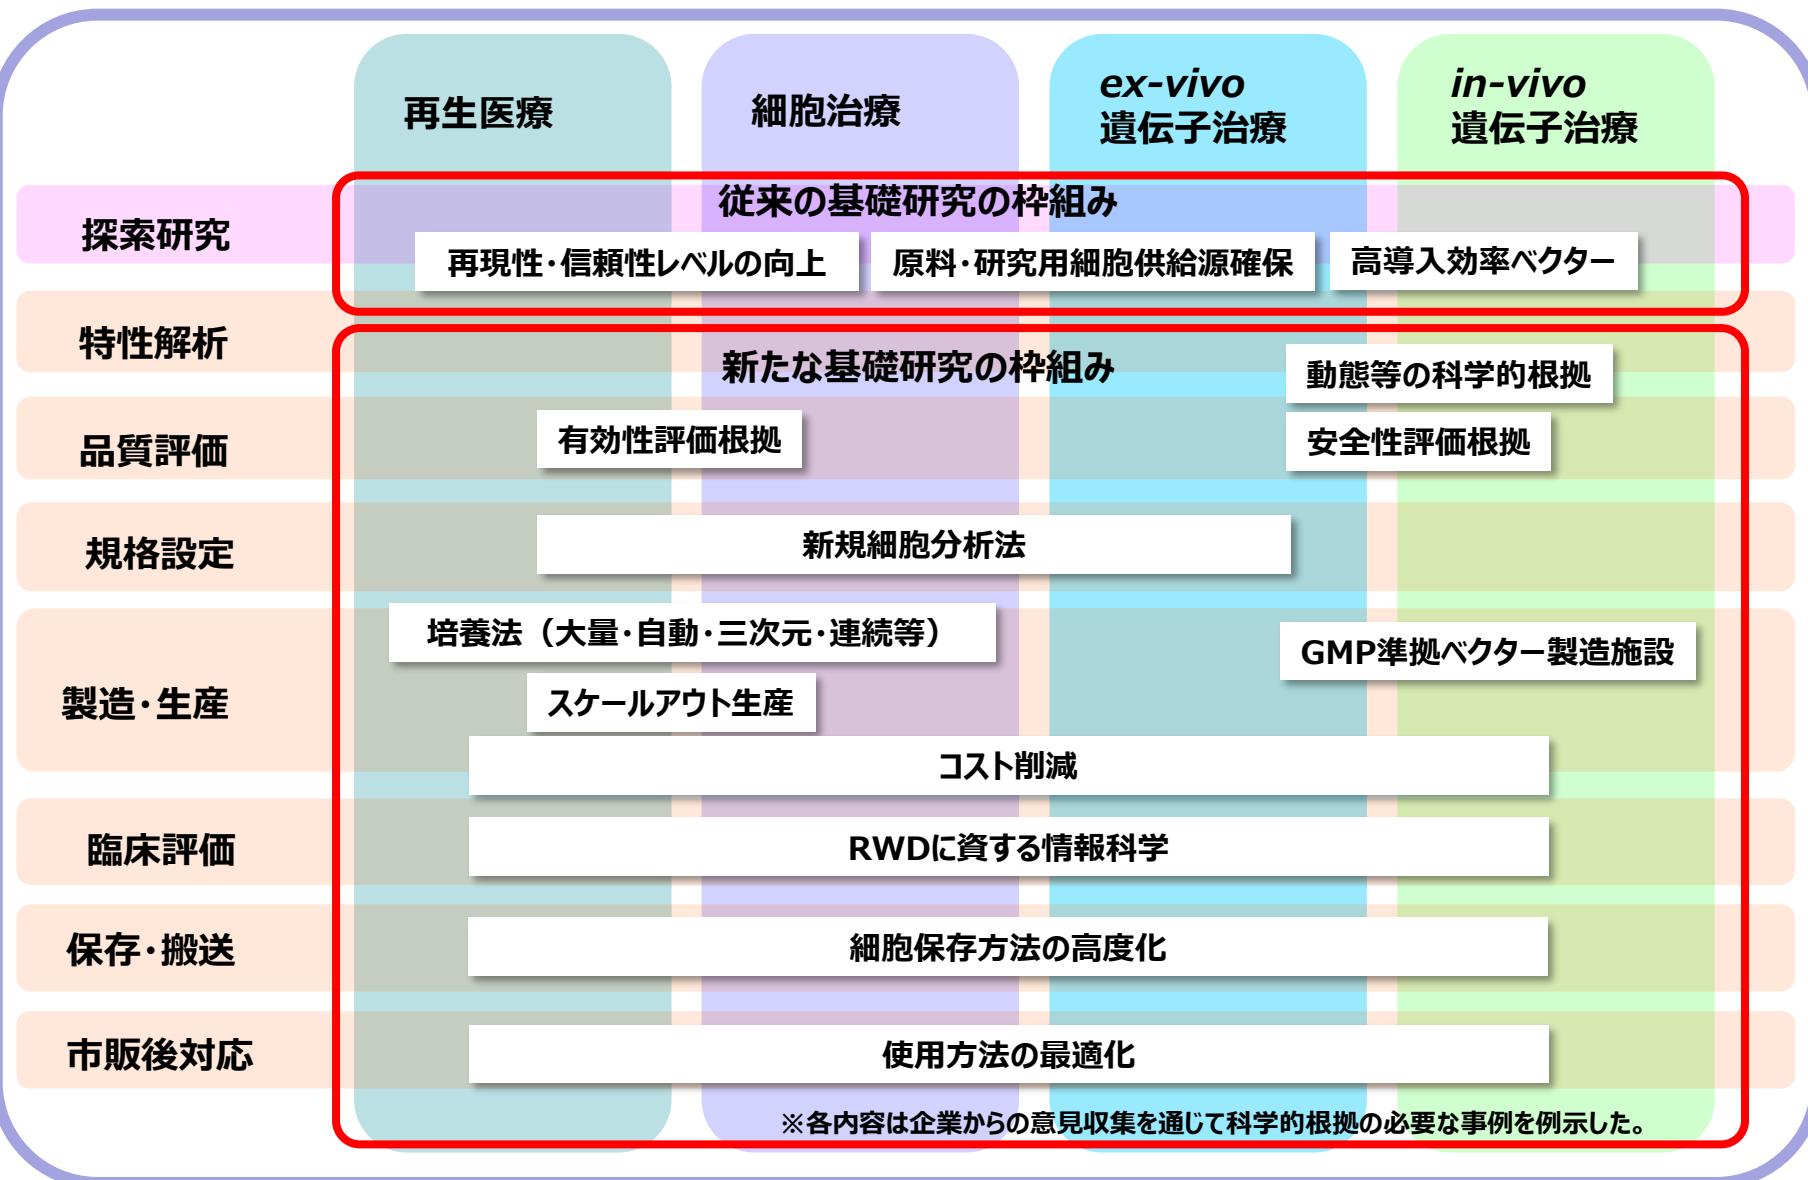 再生医療
細胞治療
ex-vivo
遺伝子治療
in-vivo
遺伝子治療
従来の基礎研究の枠組み
探索研究
再現性・信頼性レベルの向上
原料・研究用細胞供給源確保
高導入効率ベクター
特性解析
新たな基礎研究の枠組み
動態等の科学的根拠
品質評価
有効性評価根拠
安全性評価根拠
規格設定
新規細胞分析法
培養法（大量・自動・三次元・連続等）
GMP準拠ベクター製造施設
製造・生産
スケールアウト生産
コスト削減
臨床評価
RWDに資する情報科学
保存・搬送
細胞保存方法の高度化
市販後対応
使用方法の最適化
※各内容は企業からの意見収集を通じて科学的根拠の必要な事例を例示した。